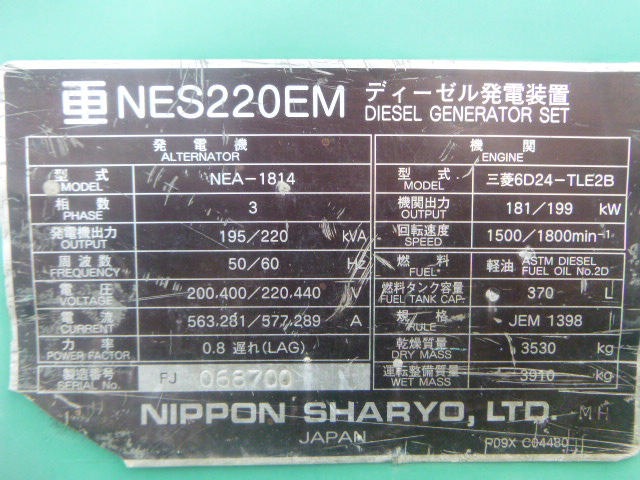 NES220EM ディーゼル発電装置
DIESEL GENERATOR SET
発電機
ALTERNATOR
型式 NEA-1814
MODEL
相数 3
PHASE
発電機出力 195/220 kVA
OUTPUT
周波数 50/60 Hz
FREQUENCY
電圧 200,400/220,440 V
VOLTAGE
電流 563,281/577,289 A
CURRENT
力率 0.8 遅れ(LAG)
POWER FACTOR
製造番号 FJ 068700
SERIAL No.
機関
ENGINE
型式 三菱6D24-TLE2B
MODEL
機関出力 181/199 kW
OUTPUT
回転速度 1500/1800min⁻¹
SPEED
燃料 軽油 ASTM DIESEL
FUEL FUEL OIL No.2D
燃料タンク容量 370 L
FUEL TANK CAP.
規格 JEM 1398
RULE
乾燥質量 3530 kg
DRY MASS
運転整備質量 3910 kg
WET MASS
NIPPON SHARYO, LTD. MH
JAPAN
P09X C04480